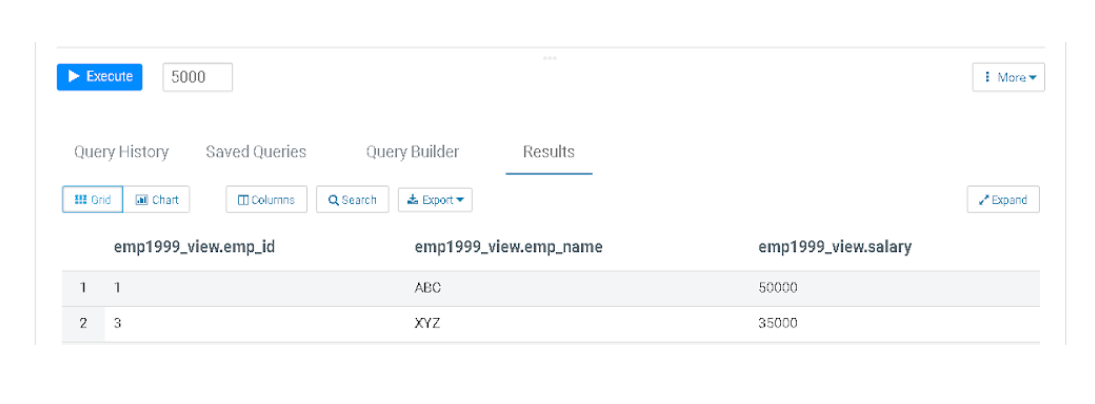 Execute 5000 More
Query History Saved Queries Query Builder Results
Grid Chart Columns Search Export Expand
emp1999_view.emp_id emp1999_view.emp_name emp1999_view.salary
1 1 ABC 50000
2 3 XYZ 35000